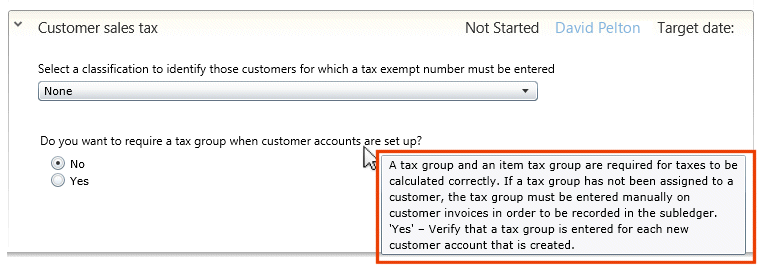 Customer sales tax Not Started David Pelton Target date:
Select a classification to identify those customers for which a tax exempt number must be entered
None
Do you want to require a tax group when customer accounts are set up?
No
Yes
A tax group and an item tax group are required for taxes to be
calculated correctly. If a tax group has not been assigned to a
customer, the tax group must be entered manually on
customer invoices in order to be recorded in the subledger.
'Yes' – Verify that a tax group is entered for each new
customer account that is created.